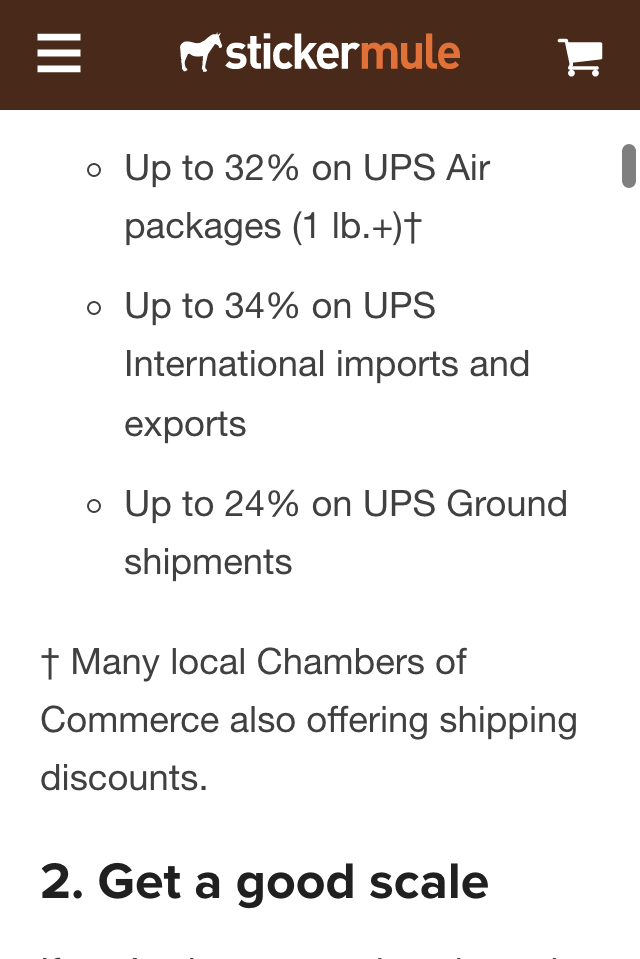 stickermule
Up to 32% on UPS Air
packages (1 lb.+)†
Up to 34% on UPS
International imports and
exports
Up to 24% on UPS Ground
shipments
† Many local Chambers of
Commerce also offering shipping
discounts.
2. Get a good scale